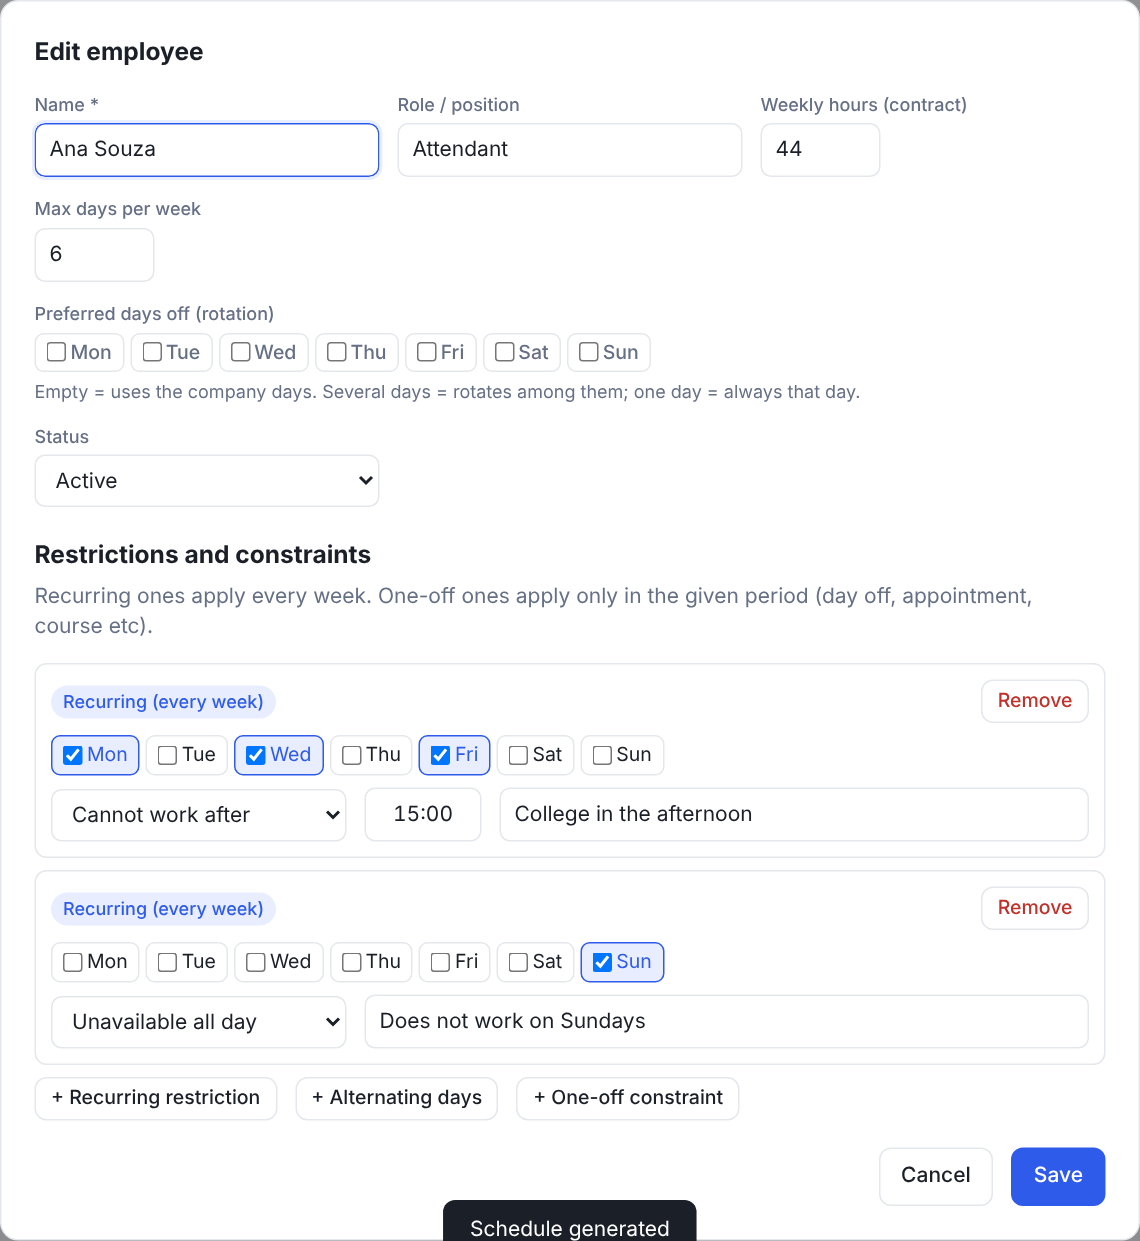 Edit employee
Name *
Role / position
Weekly hours (contract)
Ana Souza
Attendant
44
Max days per week
6
Preferred days off (rotation)
Mon Tue Wed Thu Fri Sat Sun
Empty = uses the company days. Several days = rotates among them; one day = always that day.
Status
Active
Restrictions and constraints
Recurring ones apply every week. One-off ones apply only in the given period (day off, appointment,
course etc).
Recurring (every week)
Remove
Mon Tue Wed Thu Fri Sat Sun
Cannot work after
15:00
College in the afternoon
Recurring (every week)
Remove
Mon Tue Wed Thu Fri Sat Sun
Unavailable all day
Does not work on Sundays
+ Recurring restriction
+ Alternating days
+ One-off constraint
Cancel
Save
Schedule generated